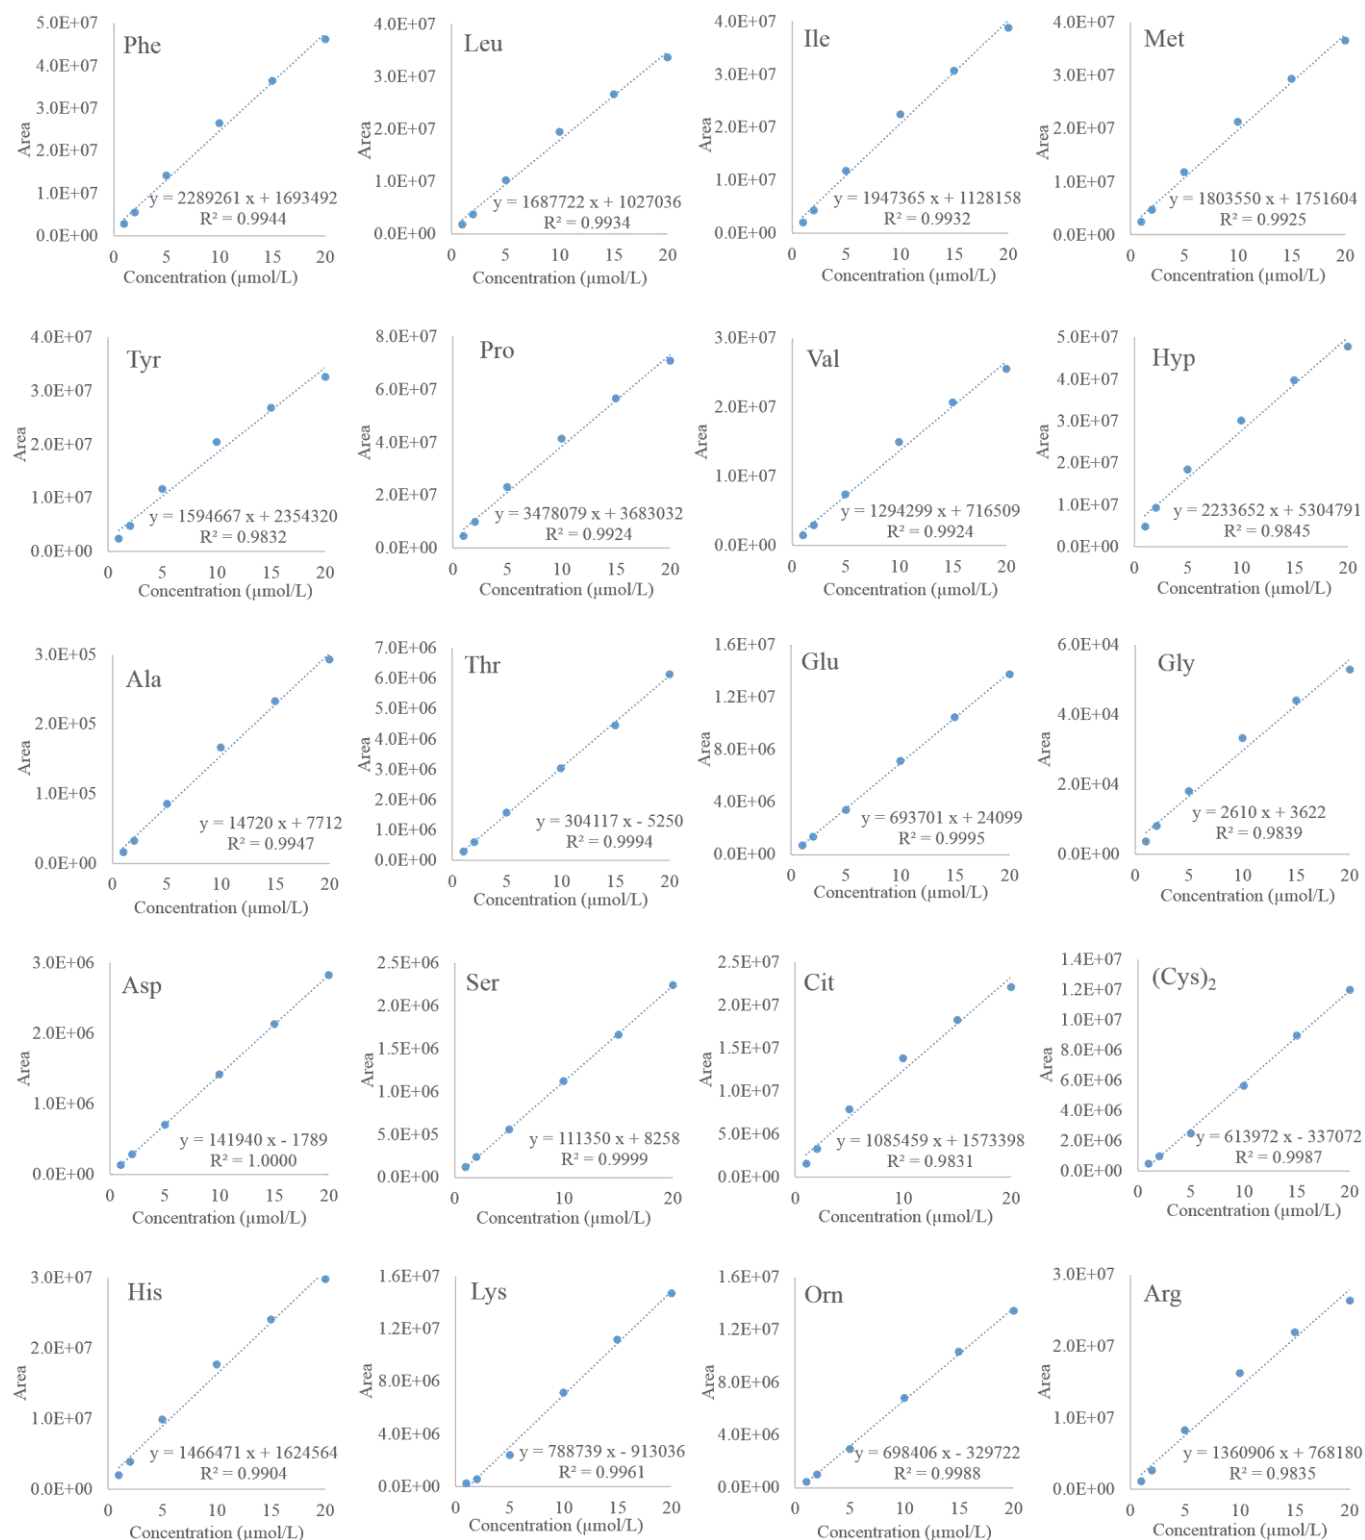 Phe
5.0E+07
4.0E+07
3.0E+07
2.0E+07
1.0E+07
0.0E+00
Area
y = 2289261 x + 1693492
R² = 0.9944
0 5 10 15 20
Concentration (µmol/L)
Leu
4.0E+07
3.0E+07
2.0E+07
1.0E+07
0.0E+00
Area
y = 1687722 x + 1027036
R² = 0.9934
0 5 10 15 20
Concentration (µmol/L)
Ile
4.0E+07
3.0E+07
2.0E+07
1.0E+07
0.0E+00
Area
y = 1947365 x + 1128158
R² = 0.9932
0 5 10 15 20
Concentration (µmol/L)
Met
4.0E+07
3.0E+07
2.0E+07
1.0E+07
0.0E+00
Area
y = 1803550 x + 1751604
R² = 0.9925
0 5 10 15 20
Concentration (µmol/L)
Tyr
4.0E+07
3.0E+07
2.0E+07
1.0E+07
0.0E+00
Area
y = 1594667 x + 2354320
R² = 0.9832
0 5 10 15 20
Concentration (µmol/L)
Pro
8.0E+07
6.0E+07
4.0E+07
2.0E+07
0.0E+00
Area
y = 3478079 x + 3683032
R² = 0.9924
0 5 10 15 20
Concentration (µmol/L)
Val
3.0E+07
2.0E+07
1.0E+07
0.0E+00
Area
y = 1294299 x + 716509
R² = 0.9924
0 5 10 15 20
Concentration (µmol/L)
Hyp
5.0E+07
4.0E+07
3.0E+07
2.0E+07
1.0E+07
0.0E+00
Area
y = 2233652 x + 5304791
R² = 0.9845
0 5 10 15 20
Concentration (µmol/L)
Ala
3.0E+05
2.0E+05
1.0E+05
0.0E+00
Area
y = 14720 x + 7712
R² = 0.9947
0 5 10 15 20
Concentration (µmol/L)
Thr
7.0E+06
6.0E+06
5.0E+06
4.0E+06
3.0E+06
2.0E+06
1.0E+06
0.0E+00
Area
y = 304117 x - 5250
R² = 0.9994
0 5 10 15 20
Concentration (µmol/L)
Glu
1.6E+07
1.2E+07
8.0E+06
4.0E+06
0.0E+00
Area
y = 693701 x + 24099
R² = 0.9995
0 5 10 15 20
Concentration (µmol/L)
Gly
6.0E+04
4.0E+04
2.0E+04
0.0E+00
Area
y = 2610 x + 3622
R² = 0.9839
0 5 10 15 20
Concentration (µmol/L)
Asp
3.0E+06
2.0E+06
1.0E+06
0.0E+00
Area
y = 141940 x - 1789
R² = 1.0000
0 5 10 15 20
Concentration (µmol/L)
Ser
2.5E+06
2.0E+06
1.5E+06
1.0E+06
5.0E+05
0.0E+00
Area
y = 111350 x + 8258
R² = 0.9999
0 5 10 15 20
Concentration (µmol/L)
Cit
2.5E+07
2.0E+07
1.5E+07
1.0E+07
5.0E+06
0.0E+00
Area
y = 1085459 x + 1573398
R² = 0.9831
0 5 10 15 20
Concentration (µmol/L)
(Cys)₂
1.4E+07
1.2E+07
1.0E+07
8.0E+06
6.0E+06
4.0E+06
2.0E+06
0.0E+00
Area
y = 613972 x - 337072
R² = 0.9987
0 5 10 15 20
Concentration (µmol/L)
His
3.0E+07
2.0E+07
1.0E+07
0.0E+00
Area
y = 1466471 x + 1624564
R² = 0.9904
0 5 10 15 20
Concentration (µmol/L)
Lys
1.6E+07
1.2E+07
8.0E+06
4.0E+06
0.0E+00
Area
y = 788739 x - 913036
R² = 0.9961
0 5 10 15 20
Concentration (µmol/L)
Orn
1.6E+07
1.2E+07
8.0E+06
4.0E+06
0.0E+00
Area
y = 698406 x - 329722
R² = 0.9988
0 5 10 15 20
Concentration (µmol/L)
Arg
3.0E+07
2.0E+07
1.0E+07
0.0E+00
Area
y = 1360906 x + 768180
R² = 0.9835
0 5 10 15 20
Concentration (µmol/L)